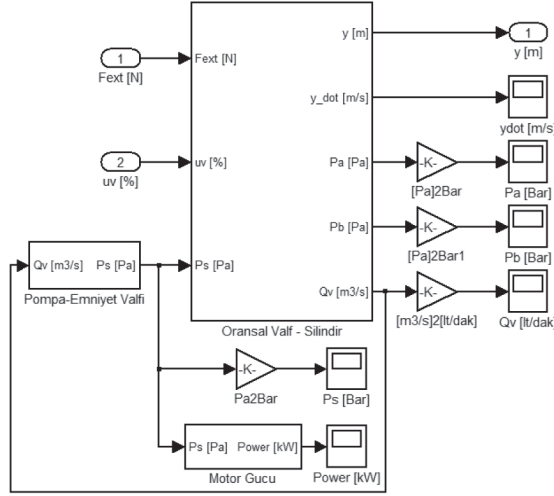 y [m]
1
y [m]
1
Fext [N]
Fext [N]
y_dot [m/s]
ydot [m/s]
2
uv [%]
uv [%]
Pa [Pa]
-K-
[Pa]2Bar
Pa [Bar]
Pb [Pa]
-K-
[Pa]2Bar1
Pb [Bar]
Qv [m3/s]
Ps [Pa]
Pompa-Emniyet Valfi
Ps [Pa]
Qv [m3/s]
-K-
[m3/s]2[lt/dak]
Qv [lt/dak]
Oransal Valf - Silindir
-K-
Pa2Bar
Ps [Bar]
Ps [Pa]
Power [kW]
Motor Gucu
Power [kW]